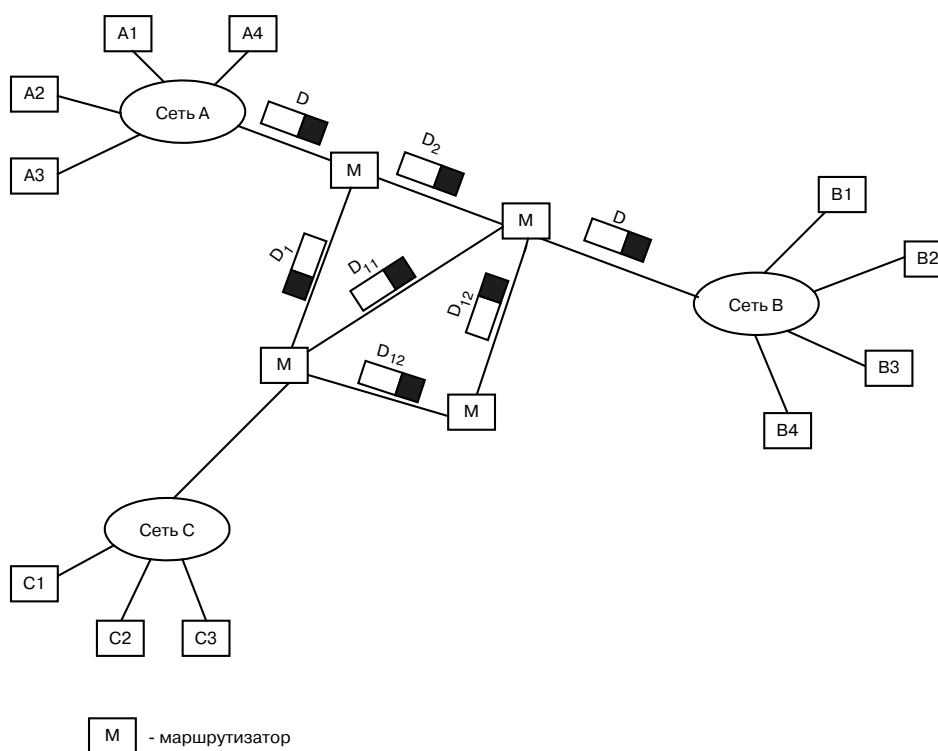 A1
A4
A2
Сеть A
D
A3
M
D2
M
D
B1
B2
D1
D11
D12
Сеть B
M
D12
B3
M
B4
Сеть C
C1
C2
C3
M - маршрутизатор